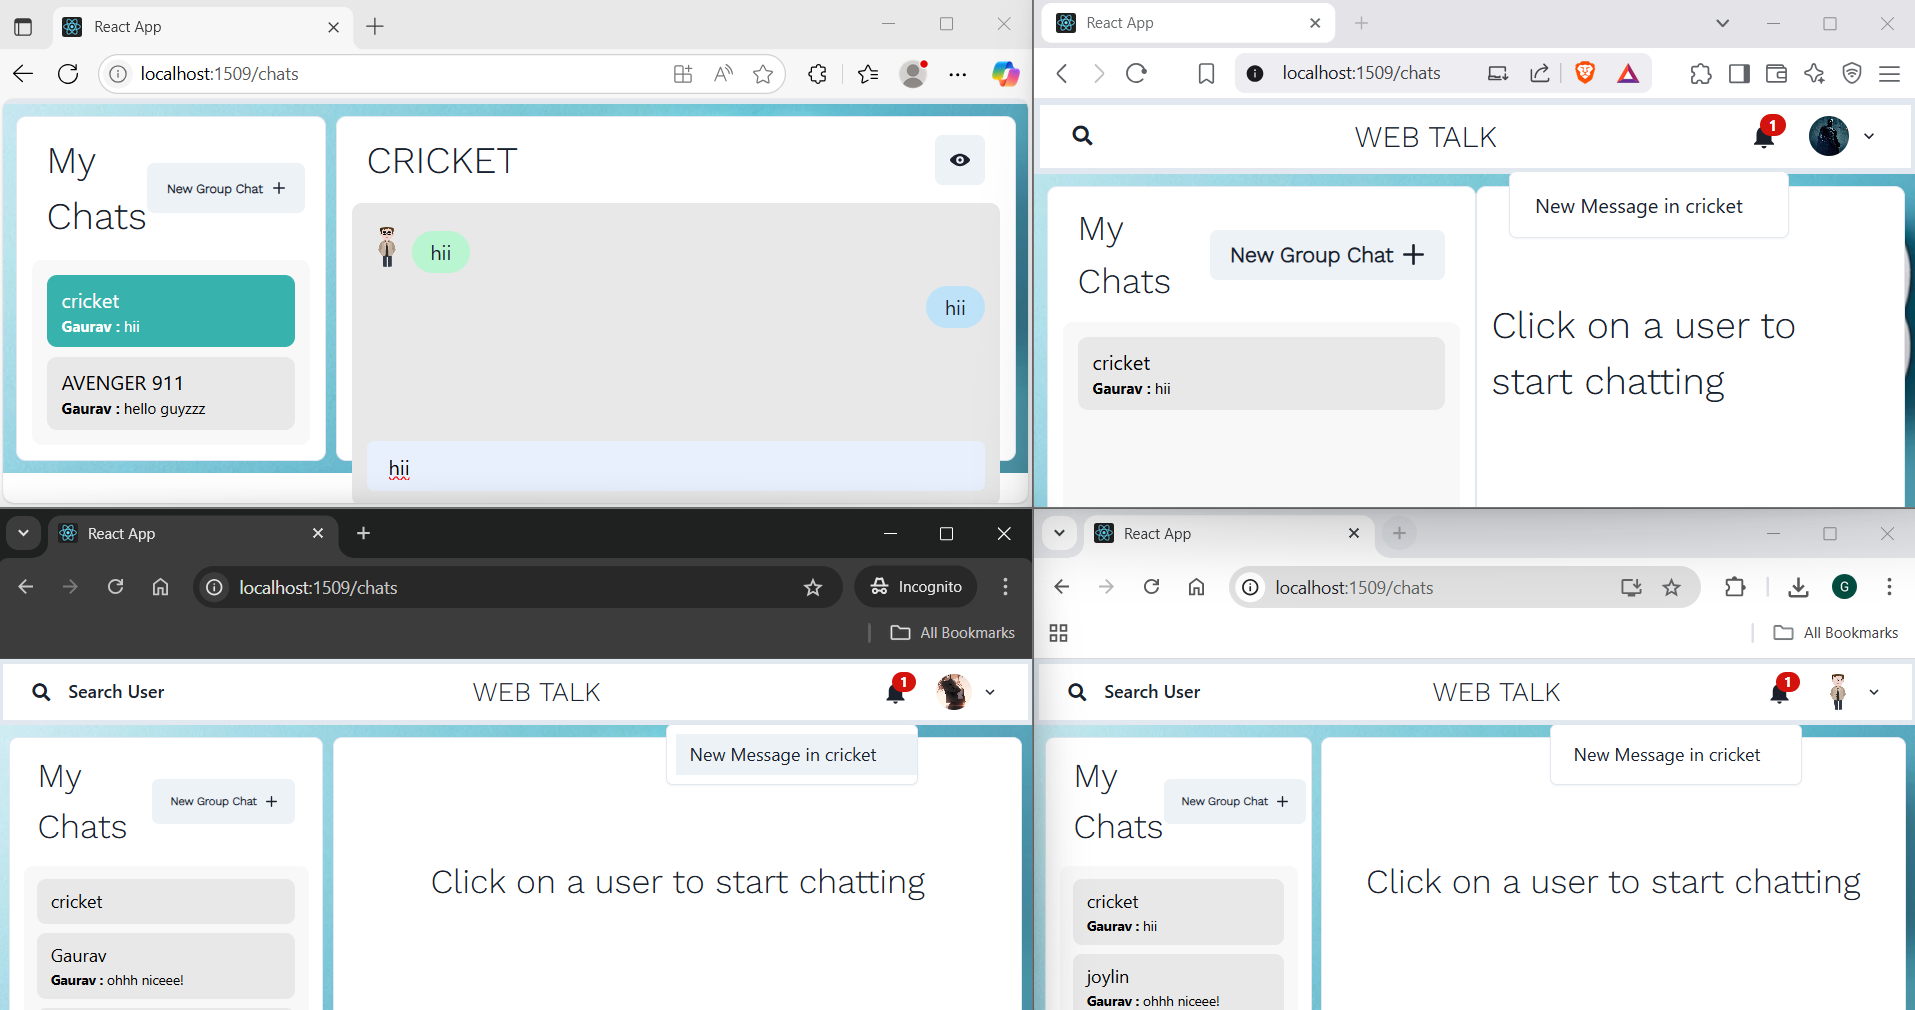 React App
localhost:1509/chats
My
Chats
New Group Chat
cricket
Gaurav : hii
AVENGER 911
Gaurav : hello guyzzz
CRICKET
hii
hii
hii
React App
localhost:1509/chats
WEB TALK
1
New Message in cricket
My
Chats
New Group Chat
cricket
Gaurav : hii
Click on a user to
start chatting
React App
localhost:1509/chats
Incognito
All Bookmarks
Search User
WEB TALK
1
New Message in cricket
My
Chats
New Group Chat
cricket
Gaurav
Gaurav : ohhh niceee!
Click on a user to start chatting
React App
localhost:1509/chats
G
All Bookmarks
Search User
WEB TALK
1
New Message in cricket
My
Chats
New Group Chat
cricket
Gaurav : hii
joylin
Gaurav : ohhh niceee!
Click on a user to start chatting